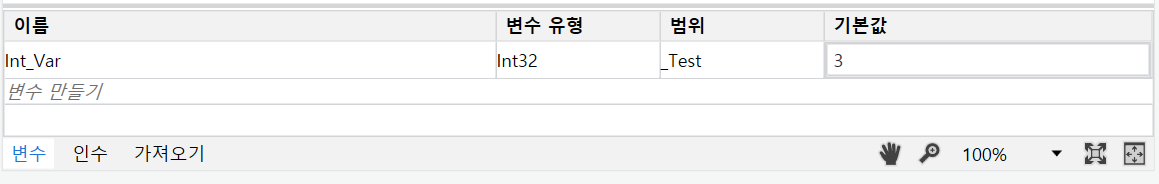 이름 변수 유형 범위 기본값
Int_Var Int32 _Test 3
변수 만들기
변수 인수 가져오기 100%